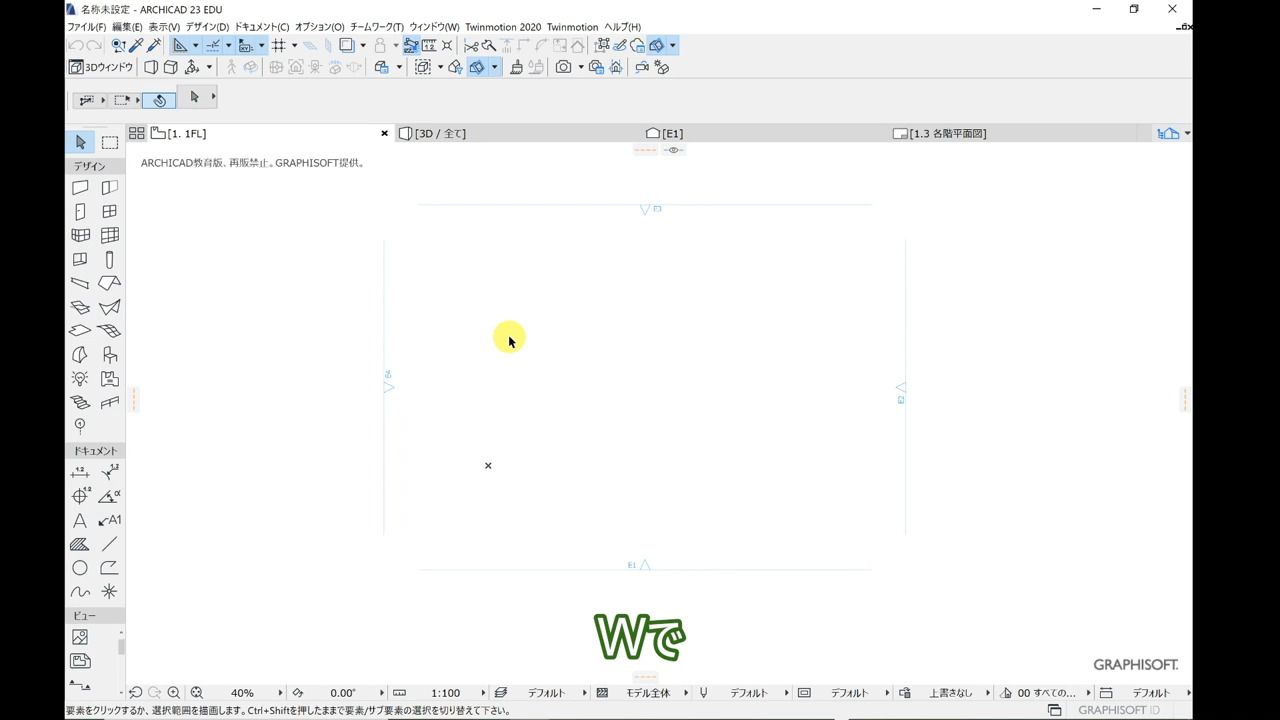 名称未設定 - ARCHICAD 23 EDU
ファイル(F) 編集(E) 表示(V) デザイン(D) ドキュメント(C) オプション(O) チームワーク(T) ウィンドウ(W) Twinmotion 2020 Twinmotion ヘルプ(H)
3Dウィンドウ
[1. 1FL]
[3D / 全て]
[E1]
[1.3 各階平面図]
デザイン
ARCHICAD教育版、再販禁止。GRAPHISOFT提供。
E3
E4
E2
E1
ドキュメント
1.2
1.2
1.2
α
A
A1
ビュー
Wで
GRAPHISOFT.
40%
0.00°
1:100
デフォルト
モデル全体
デフォルト
デフォルト
上書きなし
00 すべての...
デフォルト
要素をクリックするか、選択範囲を描画します。Ctrl+Shiftを押したままで要素/サブ要素の選択を切り替えて下さい。
GRAPHISOFT ID